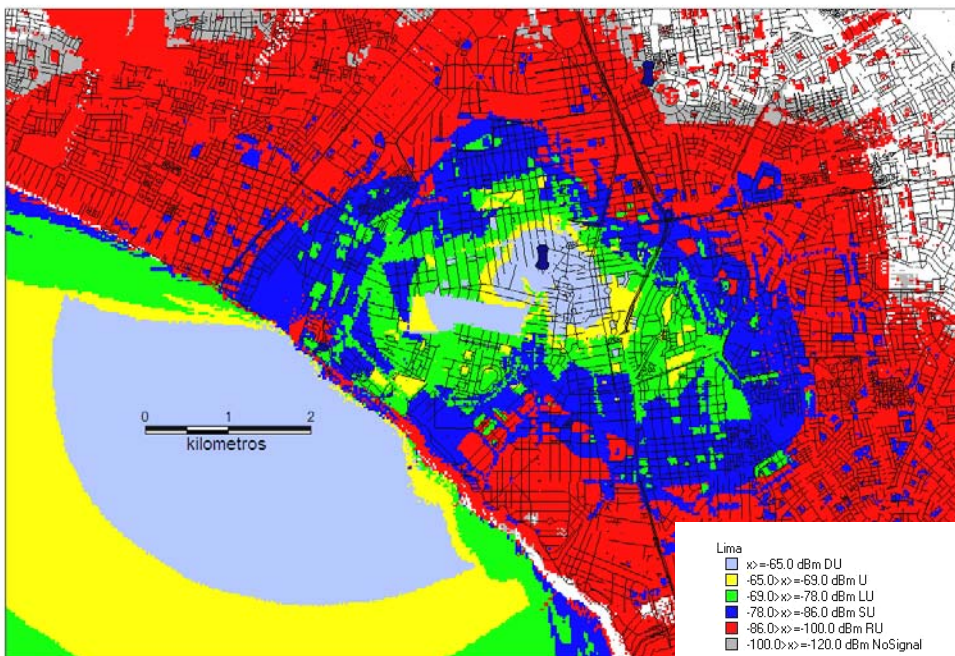 0 1 2
kilometros
Lima
x>=-65.0 dBm DU
-65.0>x>=-69.0 dBm U
-69.0>x>=-78.0 dBm LU
-78.0>x>=-86.0 dBm SU
-86.0>x>=-100.0 dBm RU
-100.0>x>=-120.0 dBm NoSignal